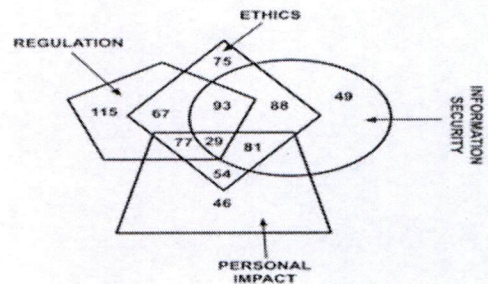 ETHICS
REGULATION
75
49
115
67
93
88
INFORMATION
SECURITY
77
29
81
54
46
PERSONAL
IMPACT